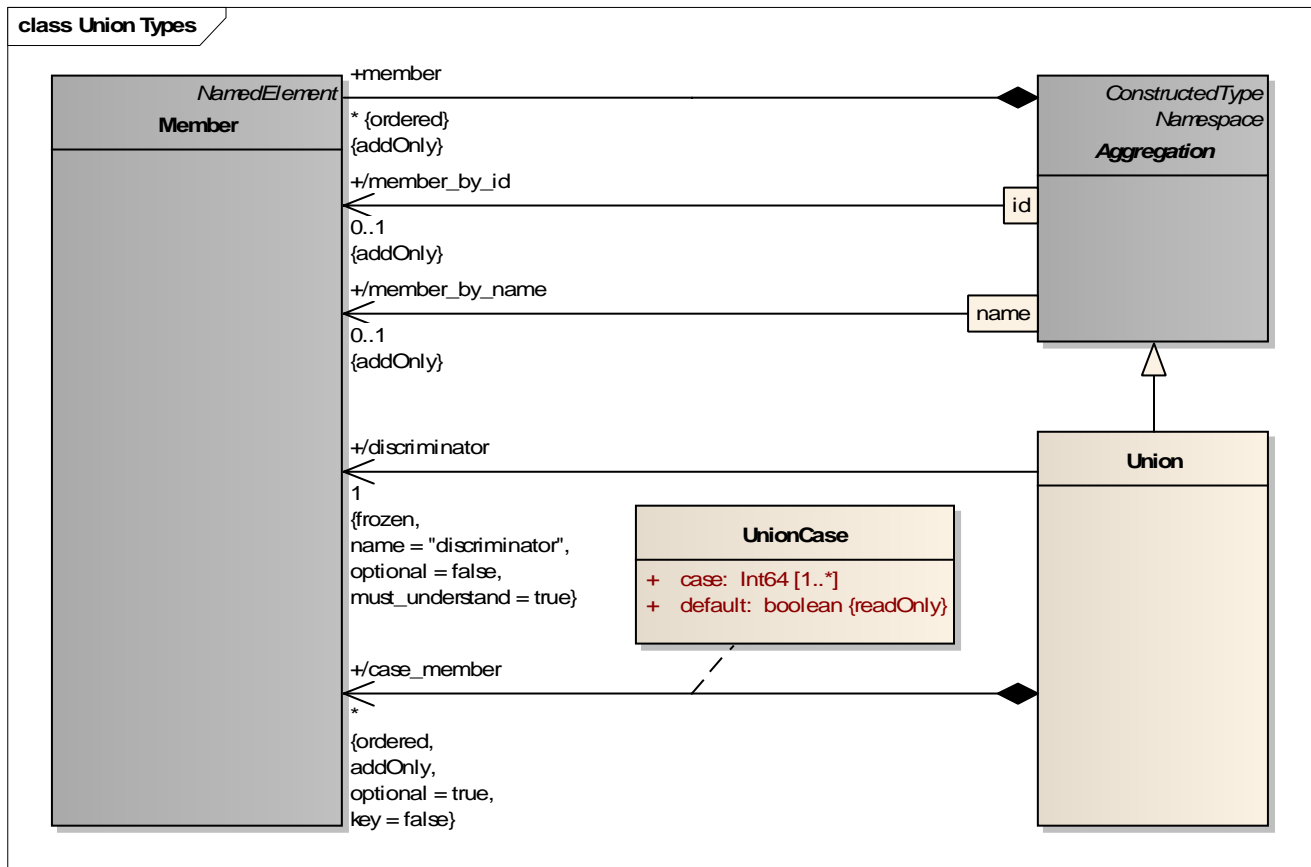 class Union Types
NamedElement
Member
+member
* {ordered}
{addOnly}
ConstructedType
Namespace
Aggregation
+/member_by_id
0..1
{addOnly}
id
+/member_by_name
0..1
{addOnly}
name
+/discriminator
1
{frozen,
name = "discriminator",
optional = false,
must_understand = true}
Union
UnionCase
+ case: Int64 [1..*]
+ default: boolean {readOnly}
+/case_member
*
{ordered,
addOnly,
optional = true,
key = false}